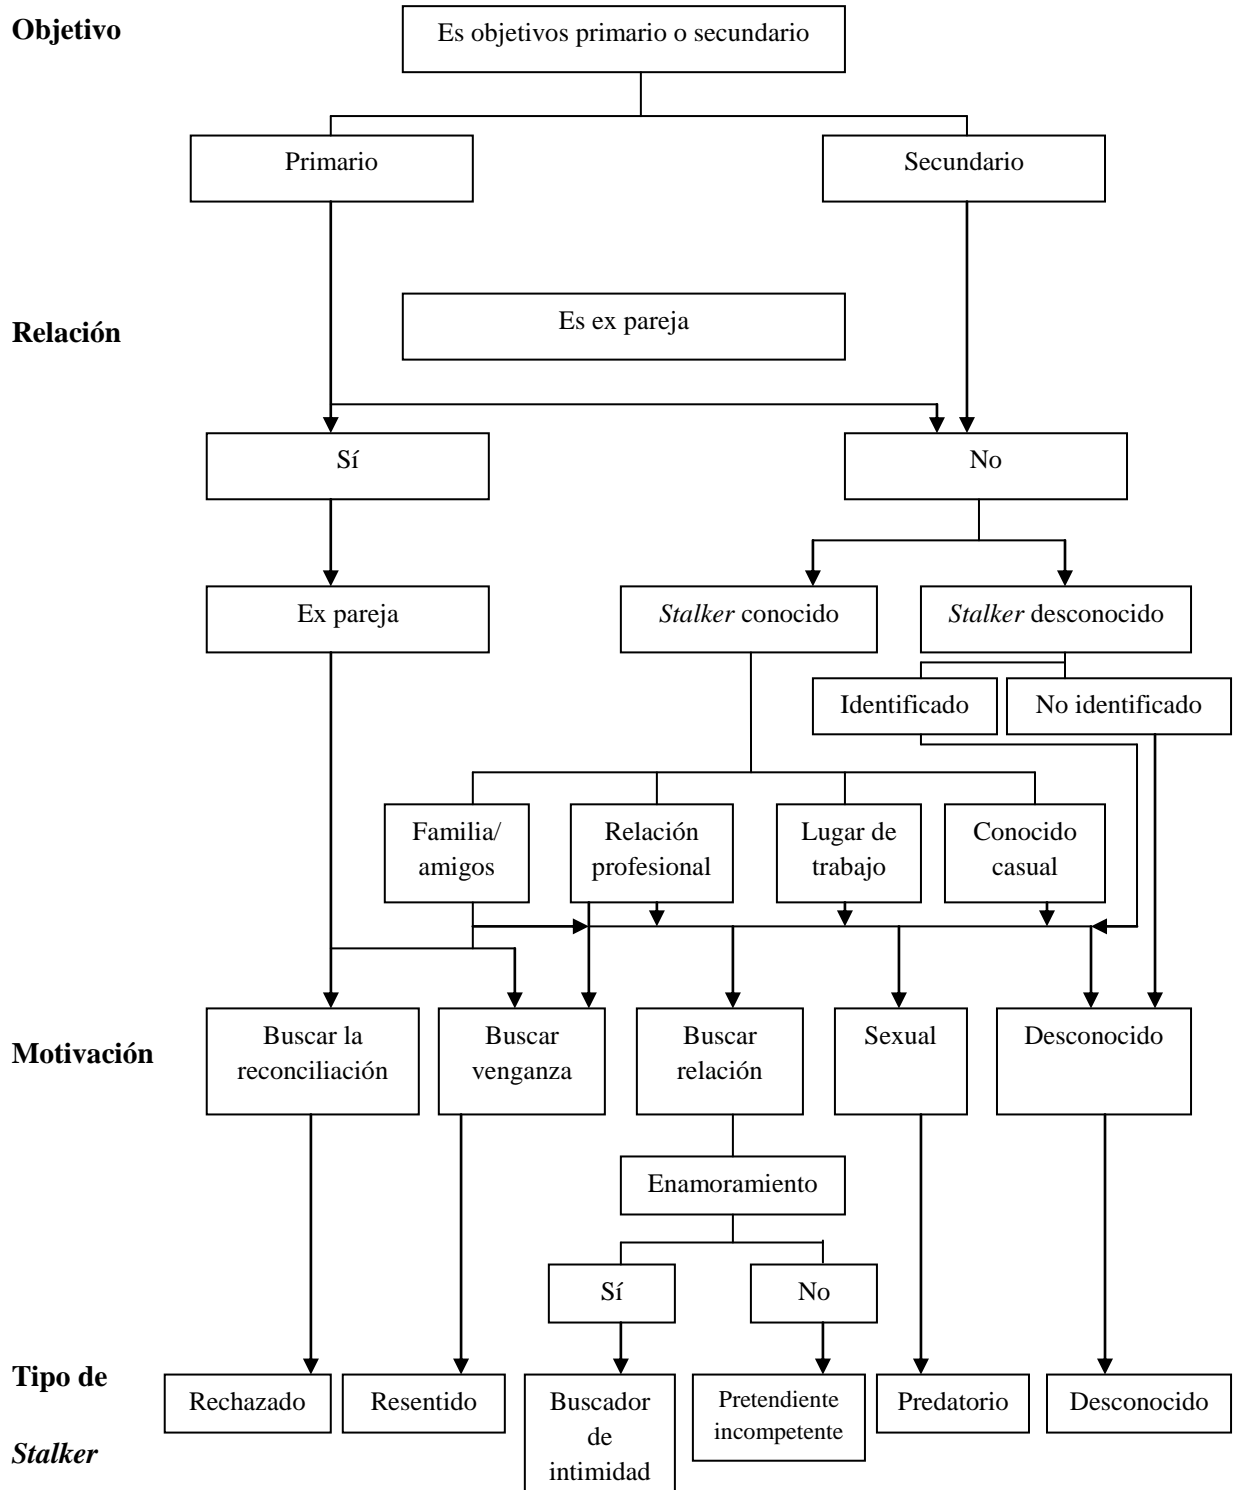 Objetivo
Es objetivos primario o secundario
Primario
Secundario
Es ex pareja
Relación
Sí
No
Ex pareja
Stalker conocido
Stalker desconocido
Identificado
No identificado
Familia/
amigos
Relación
profesional
Lugar de
trabajo
Conocido
casual
Motivación
Buscar la
reconciliación
Buscar
venganza
Buscar
relación
Sexual
Desconocido
Enamoramiento
Sí
No
Tipo de
Stalker
Rechazado
Resentido
Buscador
de
intimidad
Pretendiente
incompetente
Predatorio
Desconocido